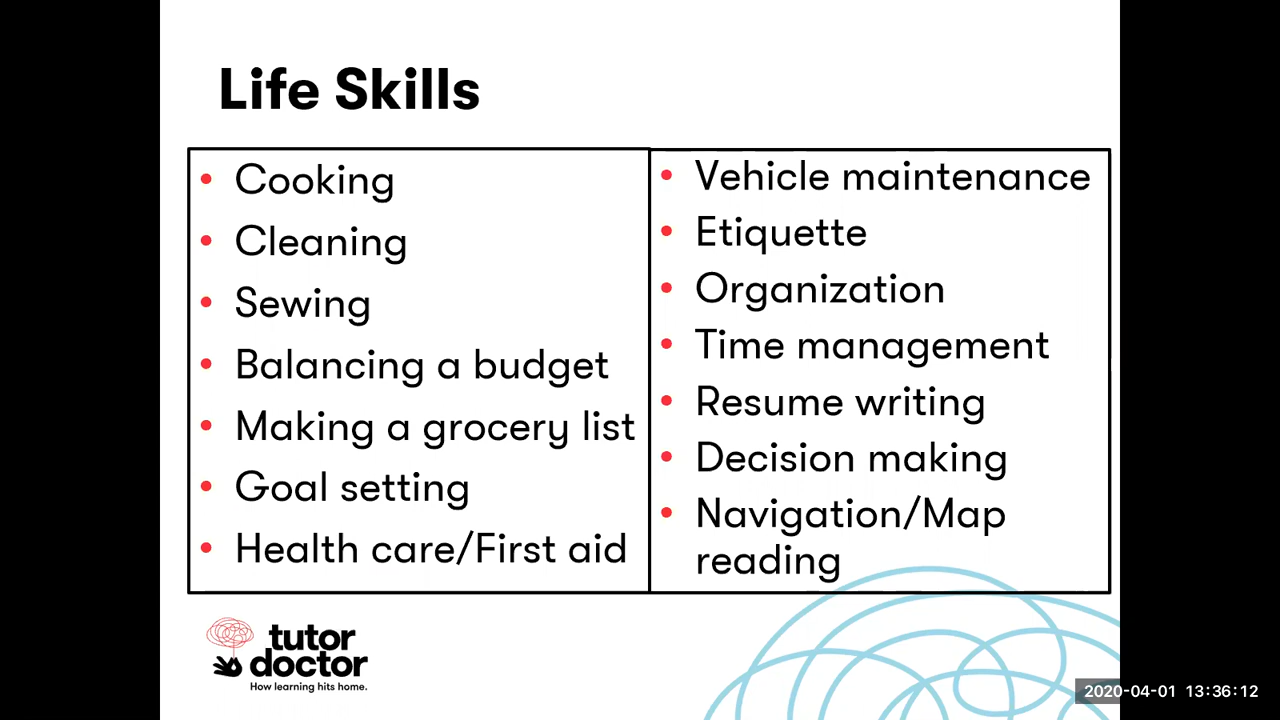 Life Skills
Cooking
Cleaning
Sewing
Balancing a budget
Making a grocery list
Goal setting
Health care/First aid
Vehicle maintenance
Etiquette
Organization
Time management
Resume writing
Decision making
Navigation/Map
reading
tutor
doctor
How learning hits home.
2020-04-01 13:36:12